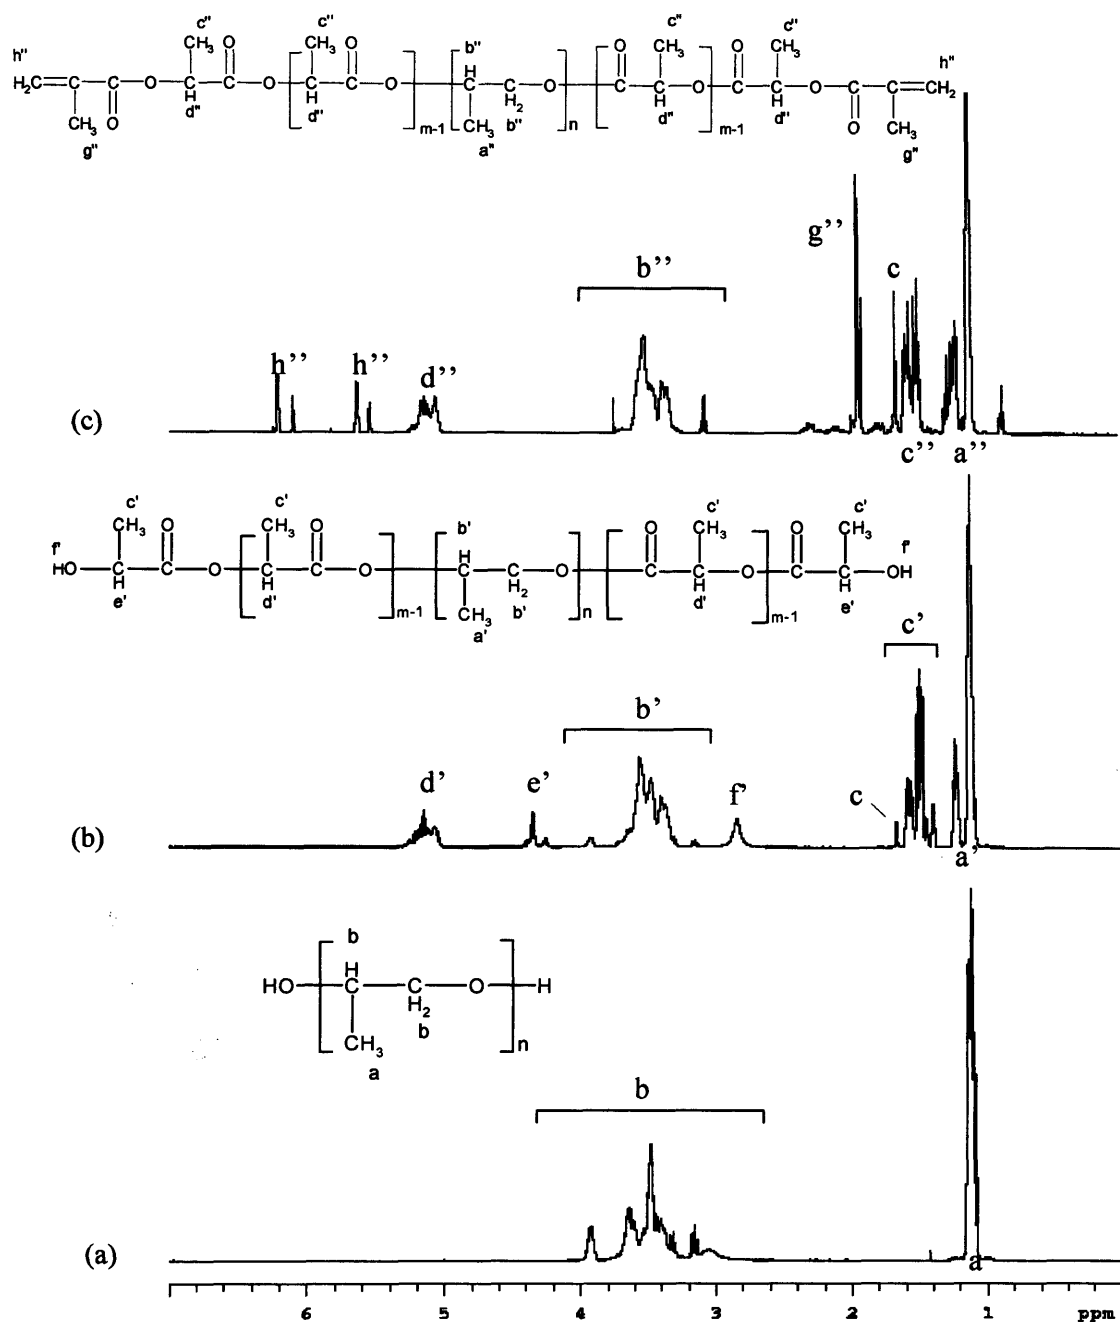 c" c" c" c"
h" CH3 O CH3 O b" O CH3 O CH3 h"
H O O H
H2C O C C O C C O C C O C C O C C O CH2
H H H2 H H
CH3 O d" d" m-1 CH3 b" n d" m-1 d" O CH3
g" a" g"
g’’
b’’
c
h’’ h’’ d’’
(c)
c’’ a’’
c' c' c' c'
CH3 O CH3 O b' O CH3 O CH3
f' H f'
HO C C O C C O C C O C C O C C OH
H H H2 H H
e' d' m-1 CH3 b' n d' m-1 e'
a'
c’
b’
d’ e’ f’ c
(b)
a’
b
H
HO C C O H
H2
CH3 b n
a
b
(a)
a
6 5 4 3 2 1 ppm